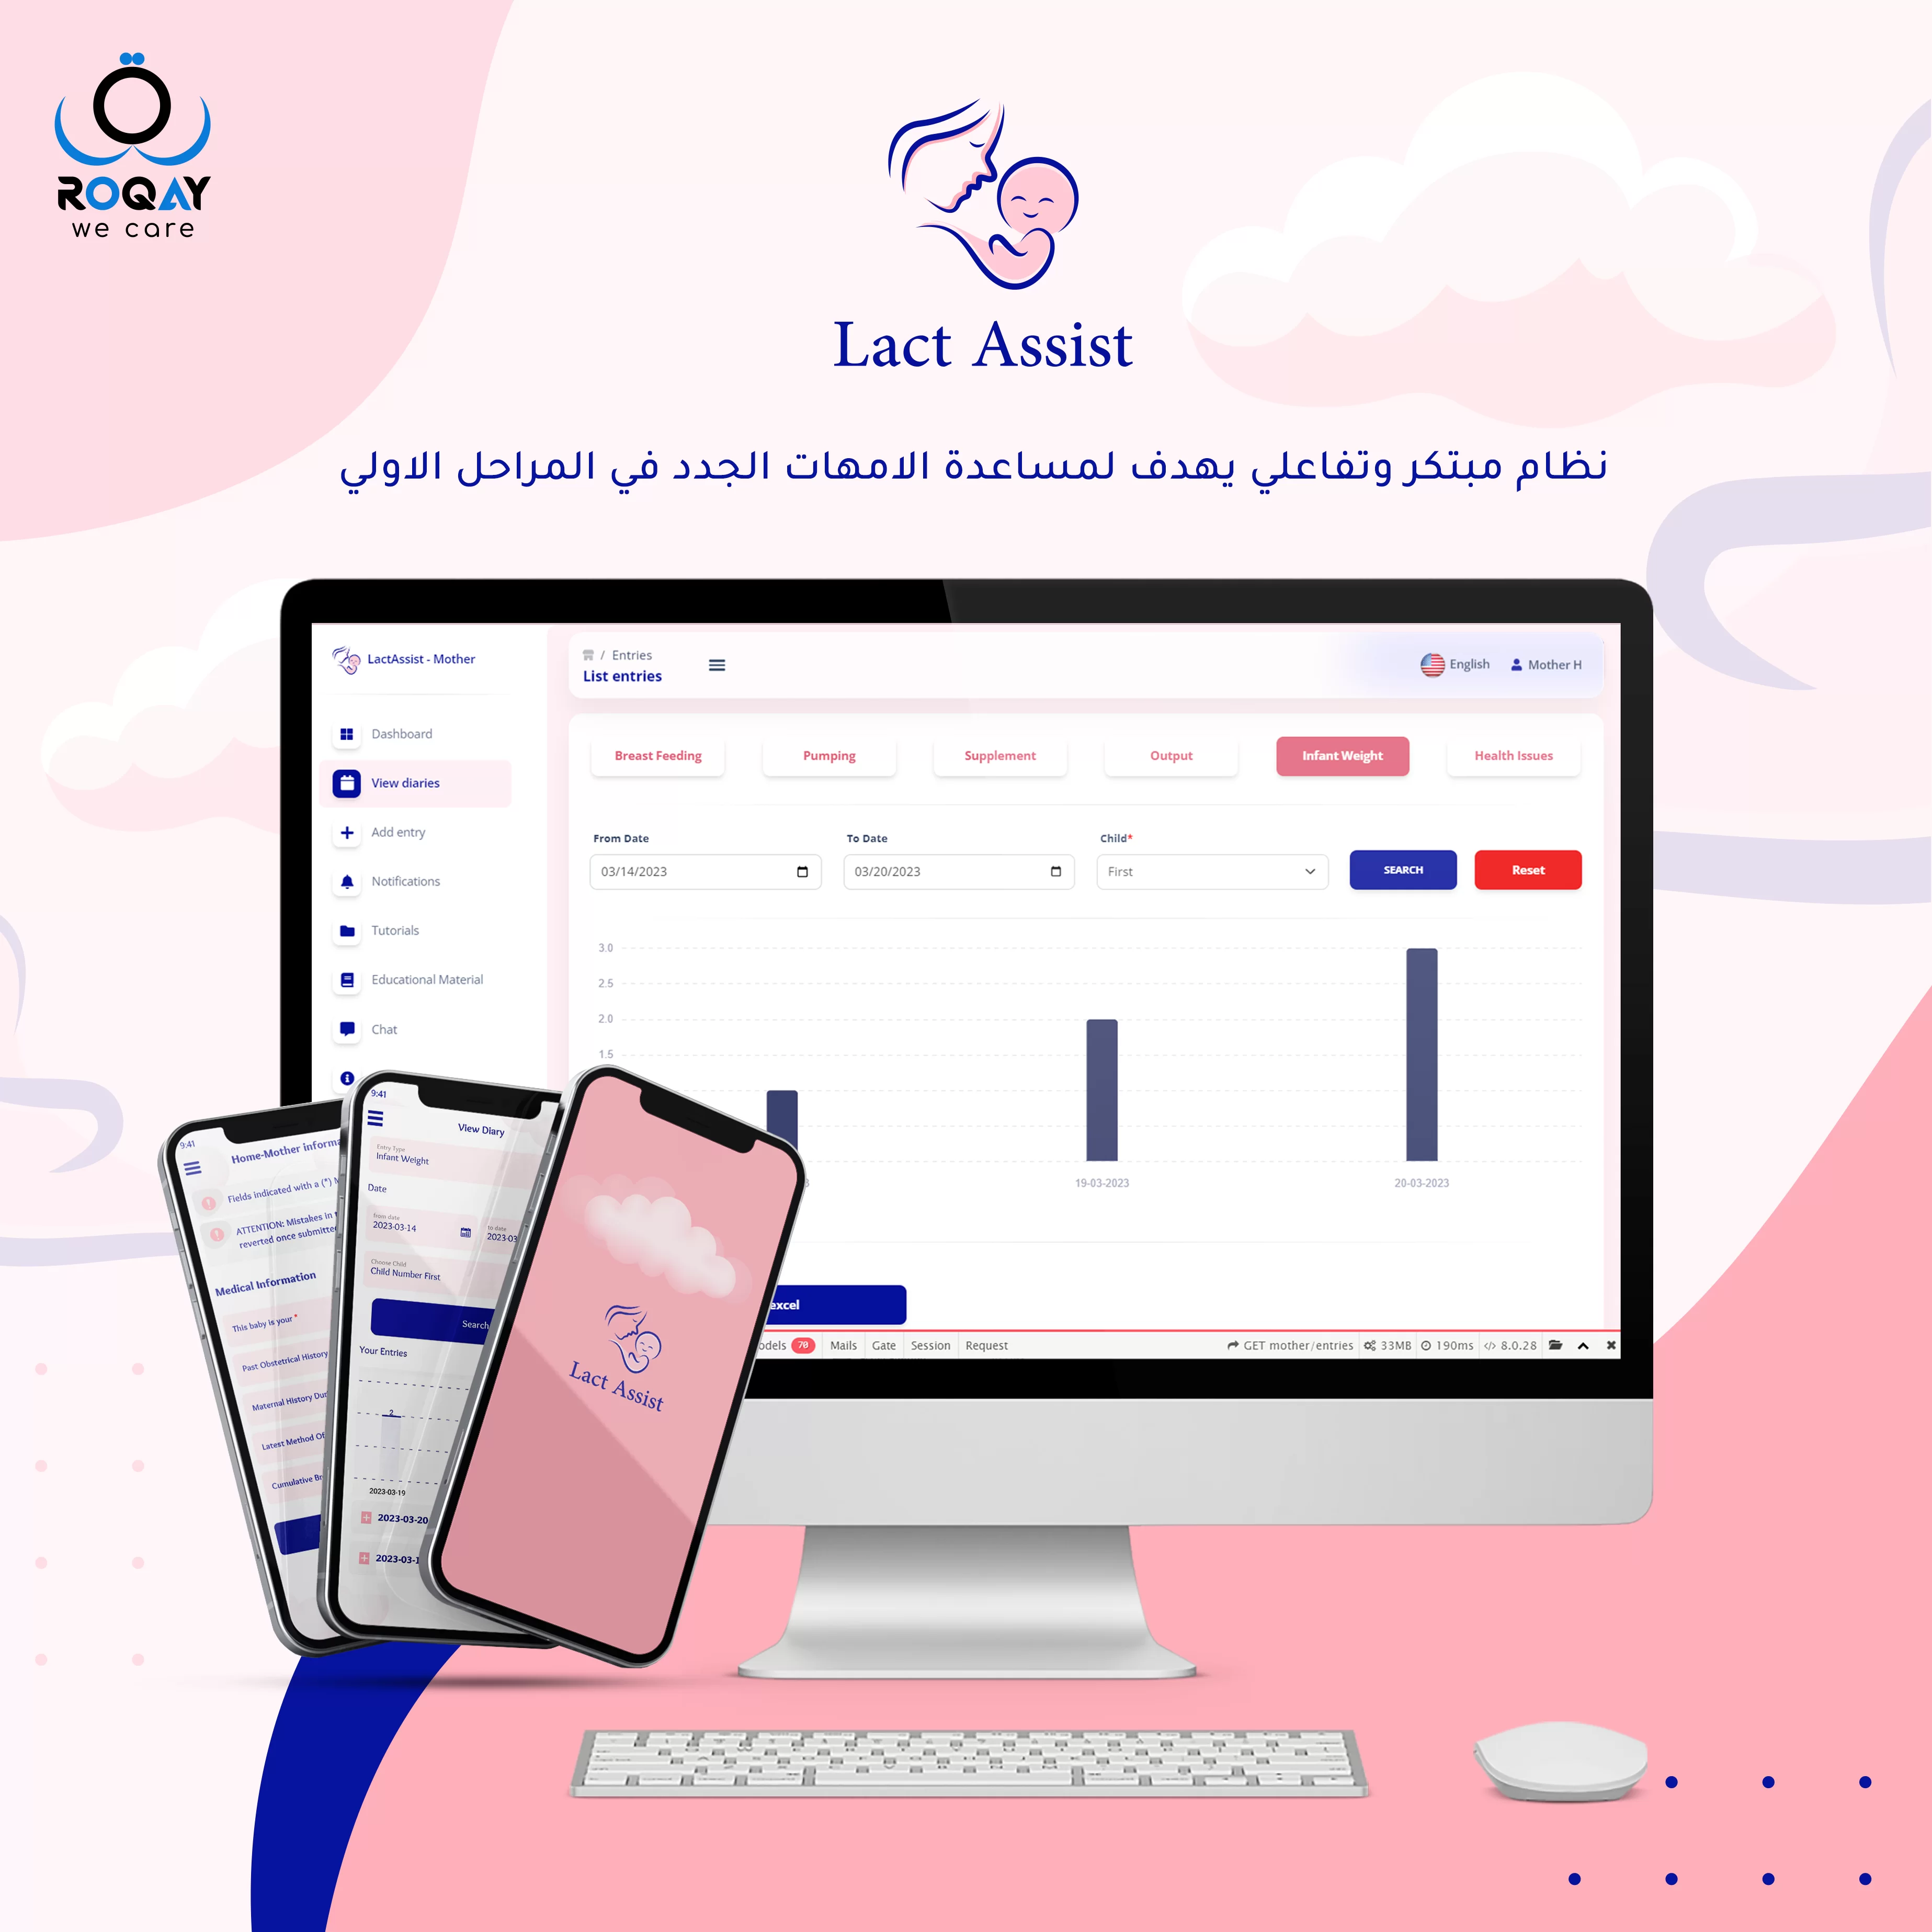 ROQAY
we care
Lact Assist
نظام مبتكر وتفاعلي يهدف لمساعدة الامهات الجدد في المراحل الاولي
LactAssist - Mother
/ Entries
List entries
English
Mother H
Dashboard
View diaries
Add entry
Notifications
Tutorials
Educational Material
Chat
Breast Feeding
Pumping
Supplement
Output
Infant Weight
Health Issues
From Date
To Date
Child*
03/14/2023
03/20/2023
First
SEARCH
Reset
3.0
2.5
2.0
1.5
19-03-2023
20-03-2023
excel
odels 70 Mails Gate Session Request
GET mother/entries 33MB 190ms 8.0.28
9:41
Home-Mother informa
Fields indicated with a (*)
ATTENTION: Mistakes in
reverted once submitte
Medical Information
This baby is your *
Past Obstetrical History
Maternal History Dur
Latest Method Of
Cumulative Br
9:41
View Diary
Entry Type
Infant Weight
Date
from date
2023-03-14
to date
2023-03
Choose Child
Child Number First
Search
Your Entries
2
2023-03-19
2023-03-20
2023-03-1
Lact Assist